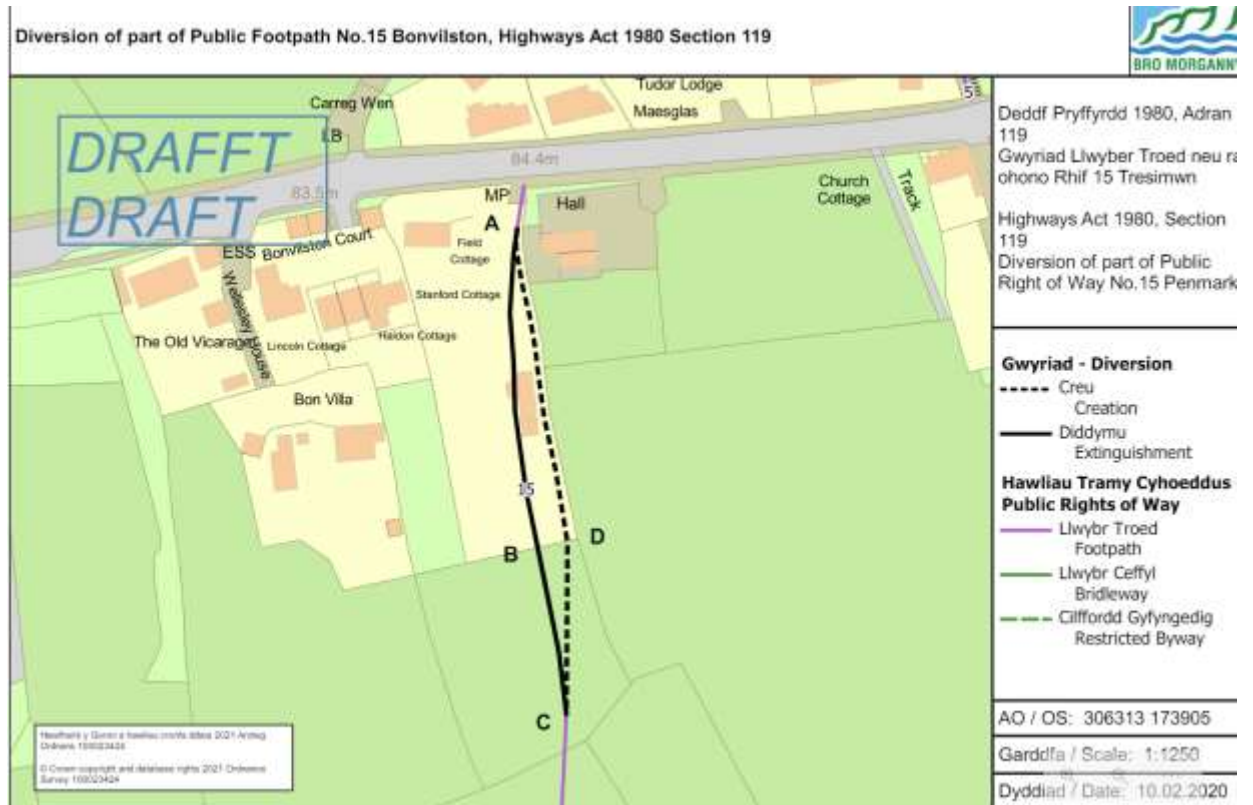 Diversion of part of Public Footpath No.15 Bonvilston, Highways Act 1980 Section 119
BRO MORGANNWG
DRAFFT
DRAFT
Carreg Wen
LB
Tudor Lodge
Maesglas
84.4m
83.5m
MP
Hall
Church
Cottage
Track
A
ESS
Bonvilston Court
Field
Cottage
Stanford Cottage
Wellesley House
The Old Vicarage
Lincoln Cottage
Haldon Cottage
Bon Villa
15
B
D
C
Deddf Pryffyrdd 1980, Adran
119
Gwyriad Llwyber Troed neu ra
ohono Rhif 15 Tresimwn
Highways Act 1980, Section
119
Diversion of part of Public
Right of Way No.15 Penmark
Gwyriad - Diversion
Creu
Creation
Diddymu
Extinguishment
Hawliau Tramy Cyhoeddus
Public Rights of Way
Llwybr Troed
Footpath
Llwybr Ceffyl
Bridleway
Cilffordd Gyfyngedig
Restricted Byway
AO / OS: 306313 173905
Garddfa / Scale: 1:1250
Dyddiad / Date: 10.02.2020
© Crown copyright and database rights 2021 Ordnance
Survey 100023424